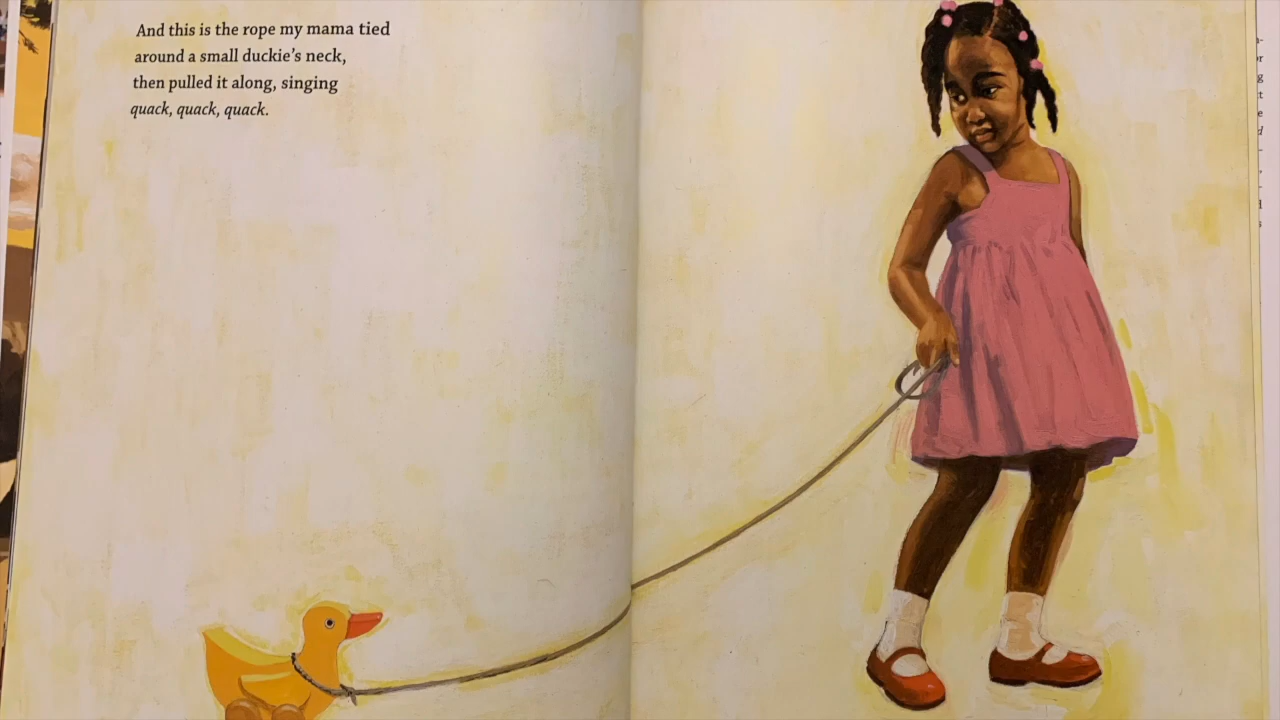 And this is the rope my mama tied
around a small duckie's neck,
then pulled it along, singing
quack, quack, quack.